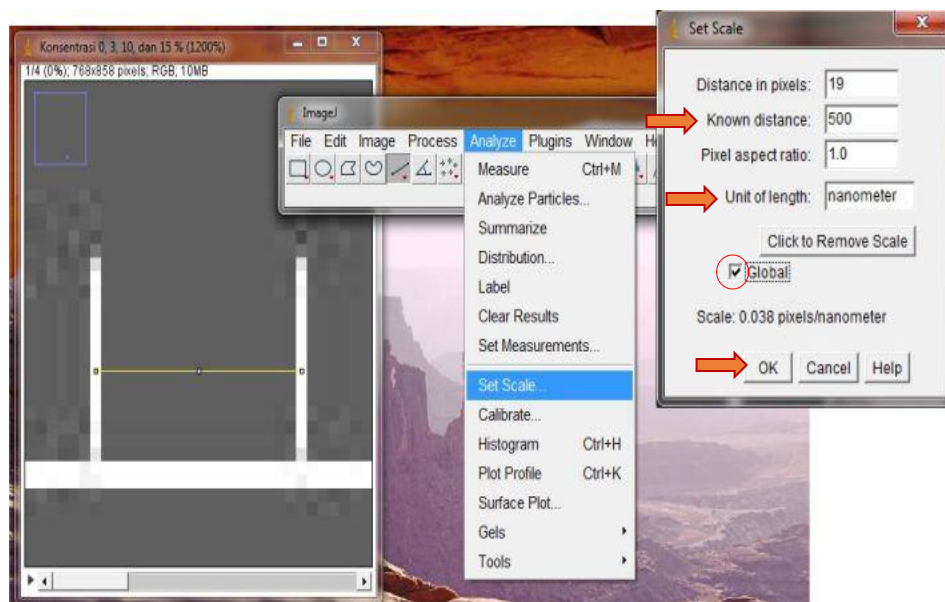 Konsentrasi 0, 3, 10, dan 15 % (1200%)
1/4 (0%); 768x858 pixels; RGB; 10MB
ImageJ
File Edit Image Process Analyze Plugins Window
Measure Ctrl+M
Analyze Particles...
Summarize
Distribution...
Label
Clear Results
Set Measurements...
Set Scale...
Calibrate...
Histogram Ctrl+H
Plot Profile Ctrl+K
Surface Plot...
Gels
Tools
Set Scale
Distance in pixels: 19
Known distance: 500
Pixel aspect ratio: 1.0
Unit of length: nanometer
Click to Remove Scale
Global
Scale: 0.038 pixels/nanometer
OK Cancel Help